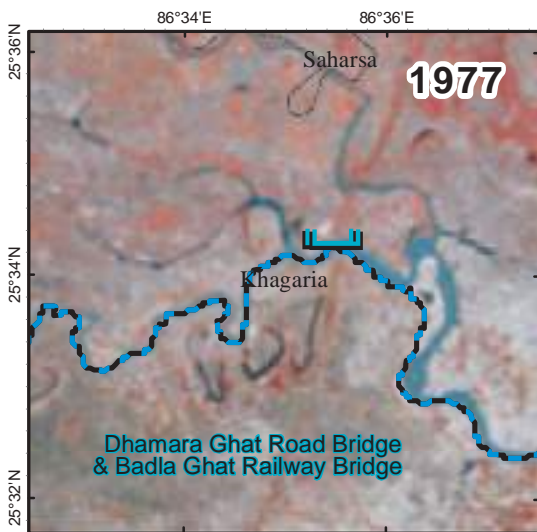 86°34'E 86°36'E
25°36'N
Saharsa
1977
25°34'N
Khagaria
Dhamara Ghat Road Bridge
& Badla Ghat Railway Bridge
25°32'N